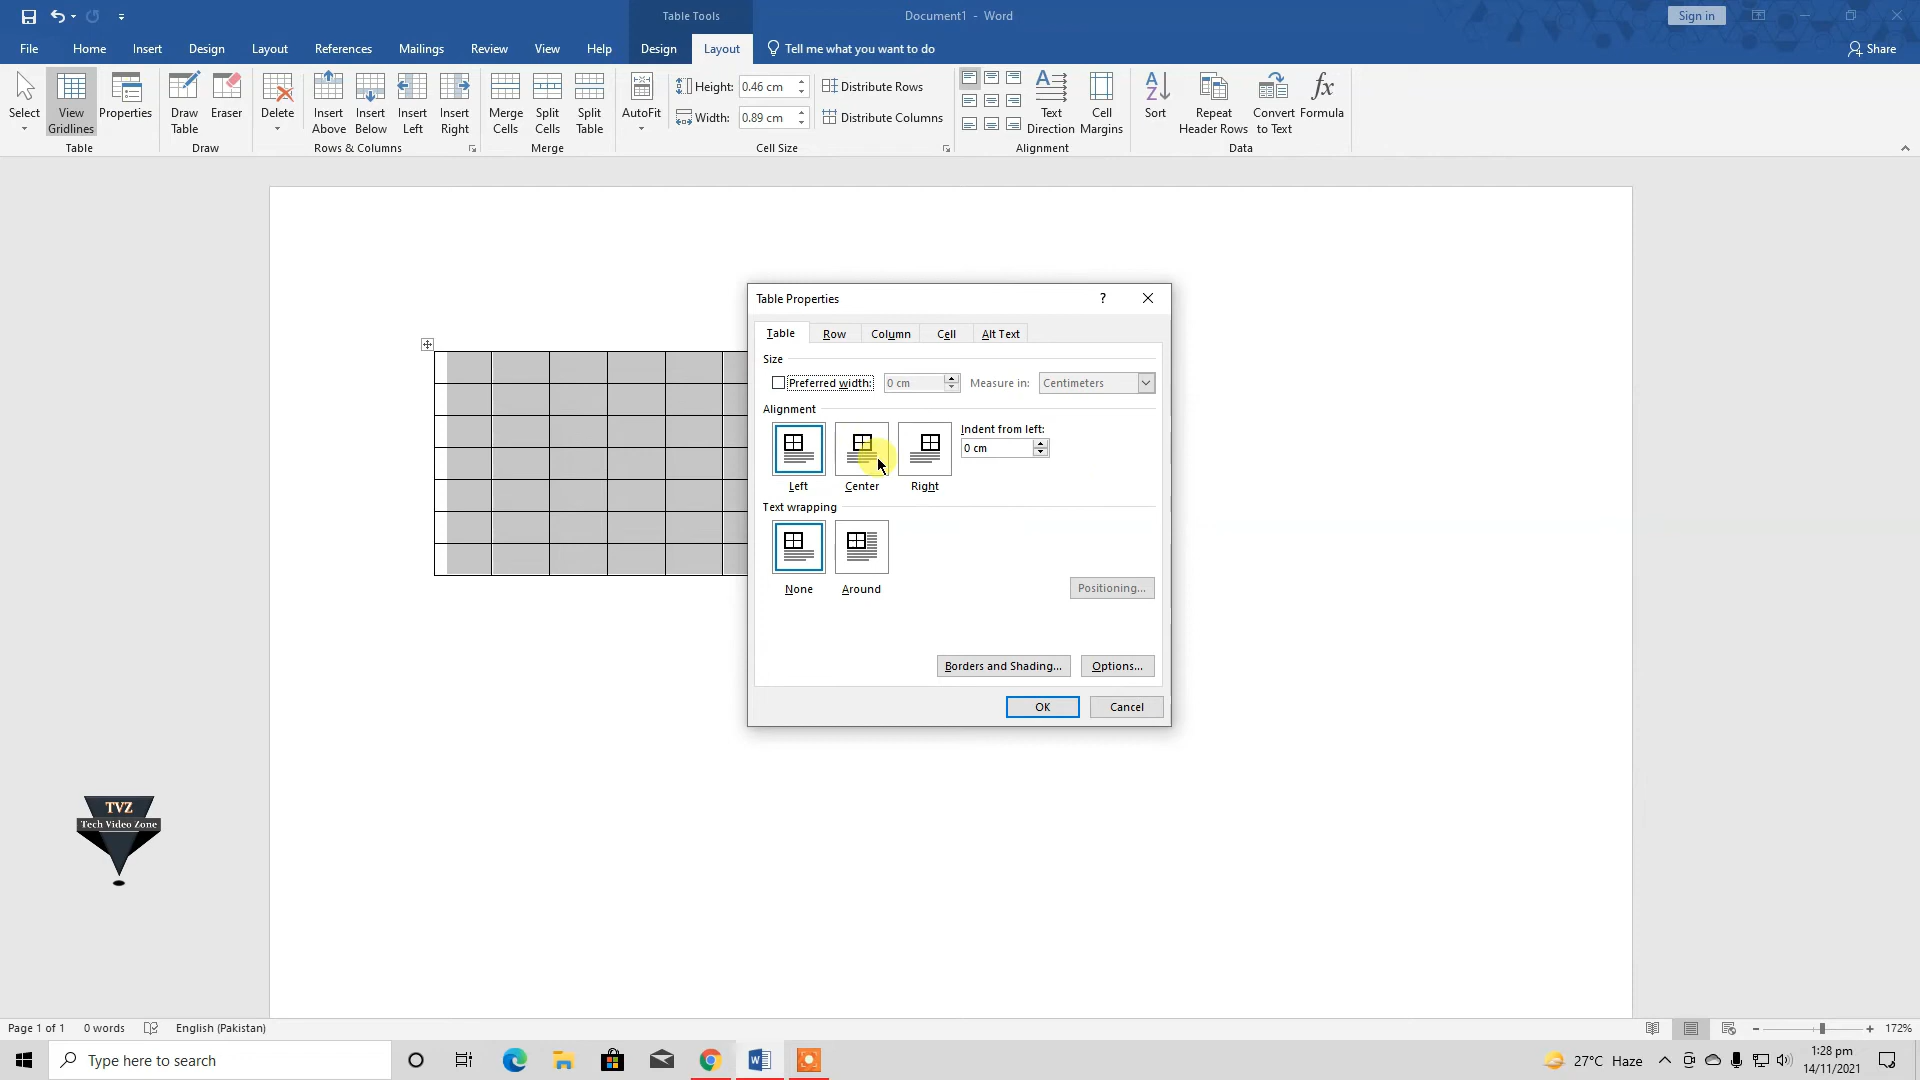 Table Tools
Document1 - Word
Sign in
File Home Insert Design Layout References Mailings Review View Help Design Layout Tell me what you want to do Share
Select
View Gridlines
Properties
Table
Draw Table
Eraser
Draw
Delete
Insert Above
Insert Below
Insert Left
Insert Right
Rows & Columns
Merge Cells
Split Cells
Split Table
Merge
AutoFit
Height: 0.46 cm
Width: 0.89 cm
Distribute Rows
Distribute Columns
Cell Size
Text Direction
Cell Margins
Alignment
Sort
Repeat Header Rows
Convert to Text
fx
Formula
Data
Table Properties ?
Table Row Column Cell Alt Text
Size
Preferred width: 0 cm Measure in: Centimeters
Alignment
Indent from left:
0 cm
Left Center Right
Text wrapping
None Around
Positioning...
Borders and Shading... Options...
OK Cancel
TVZ
Tech Video Zone
Page 1 of 1 0 words English (Pakistan) 172%
Type here to search
27°C Haze
1:28 pm
14/11/2021